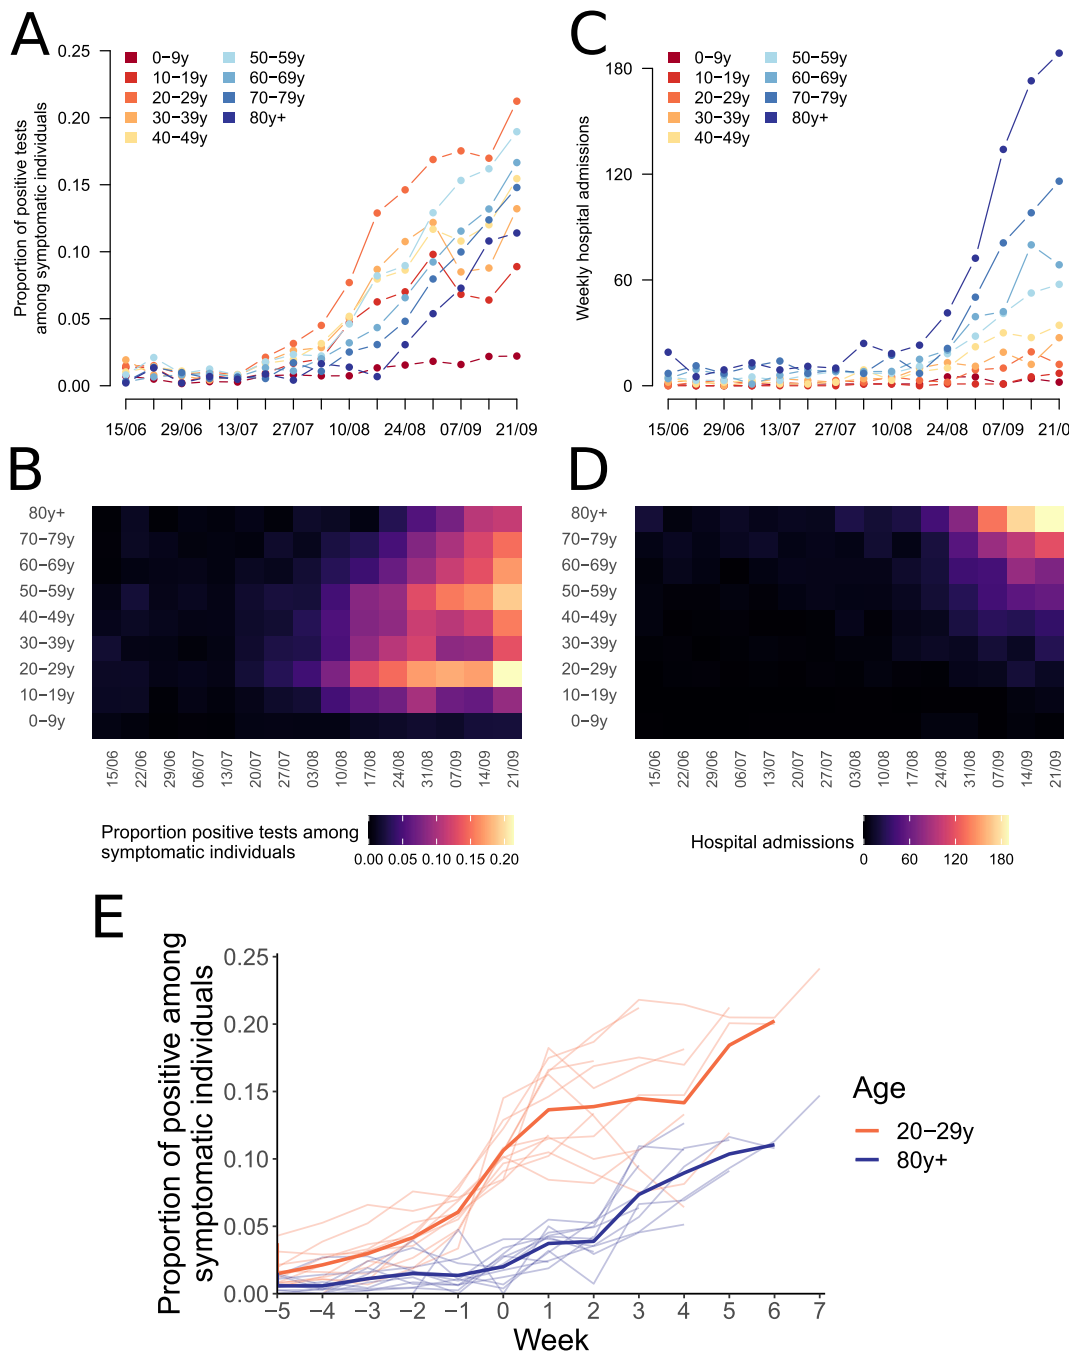 A
0.25
0.20
0.15
0.10
0.05
0.00
Proportion of positive tests
among symptomatic individuals
0−9y
10−19y
20−29y
30−39y
40−49y
50−59y
60−69y
70−79y
80y+
15/06 29/06 13/07 27/07 10/08 24/08 07/09 21/09
C
180
120
60
0
Weekly hospital admissions
0−9y
10−19y
20−29y
30−39y
40−49y
50−59y
60−69y
70−79y
80y+
15/06 29/06 13/07 27/07 10/08 24/08 07/09 21/0
B
80y+
70−79y
60−69y
50−59y
40−49y
30−39y
20−29y
10−19y
0−9y
15/06 22/06 29/06 06/07 13/07 20/07 27/07 03/08 10/08 17/08 24/08 31/08 07/09 14/09 21/09
Proportion positive tests among
symptomatic individuals
0.00 0.05 0.10 0.15 0.20
D
80y+
70−79y
60−69y
50−59y
40−49y
30−39y
20−29y
10−19y
0−9y
15/06 22/06 29/06 06/07 13/07 20/07 27/07 03/08 10/08 17/08 24/08 31/08 07/09 14/09 21/09
Hospital admissions
0 60 120 180
E
Proportion of positive among
symptomatic individuals
0.25
0.20
0.15
0.10
0.05
0.00
−5 −4 −3 −2 −1 0 1 2 3 4 5 6 7
Week
Age
20−29y
80y+